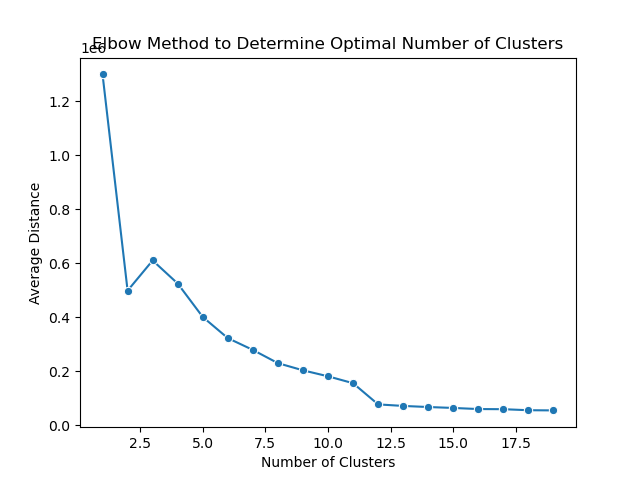 Elbow Method to Determine Optimal Number of Clusters
1e6
1.2
1.0
0.8
0.6
0.4
0.2
0.0
Average Distance
2.5 5.0 7.5 10.0 12.5 15.0 17.5
Number of Clusters